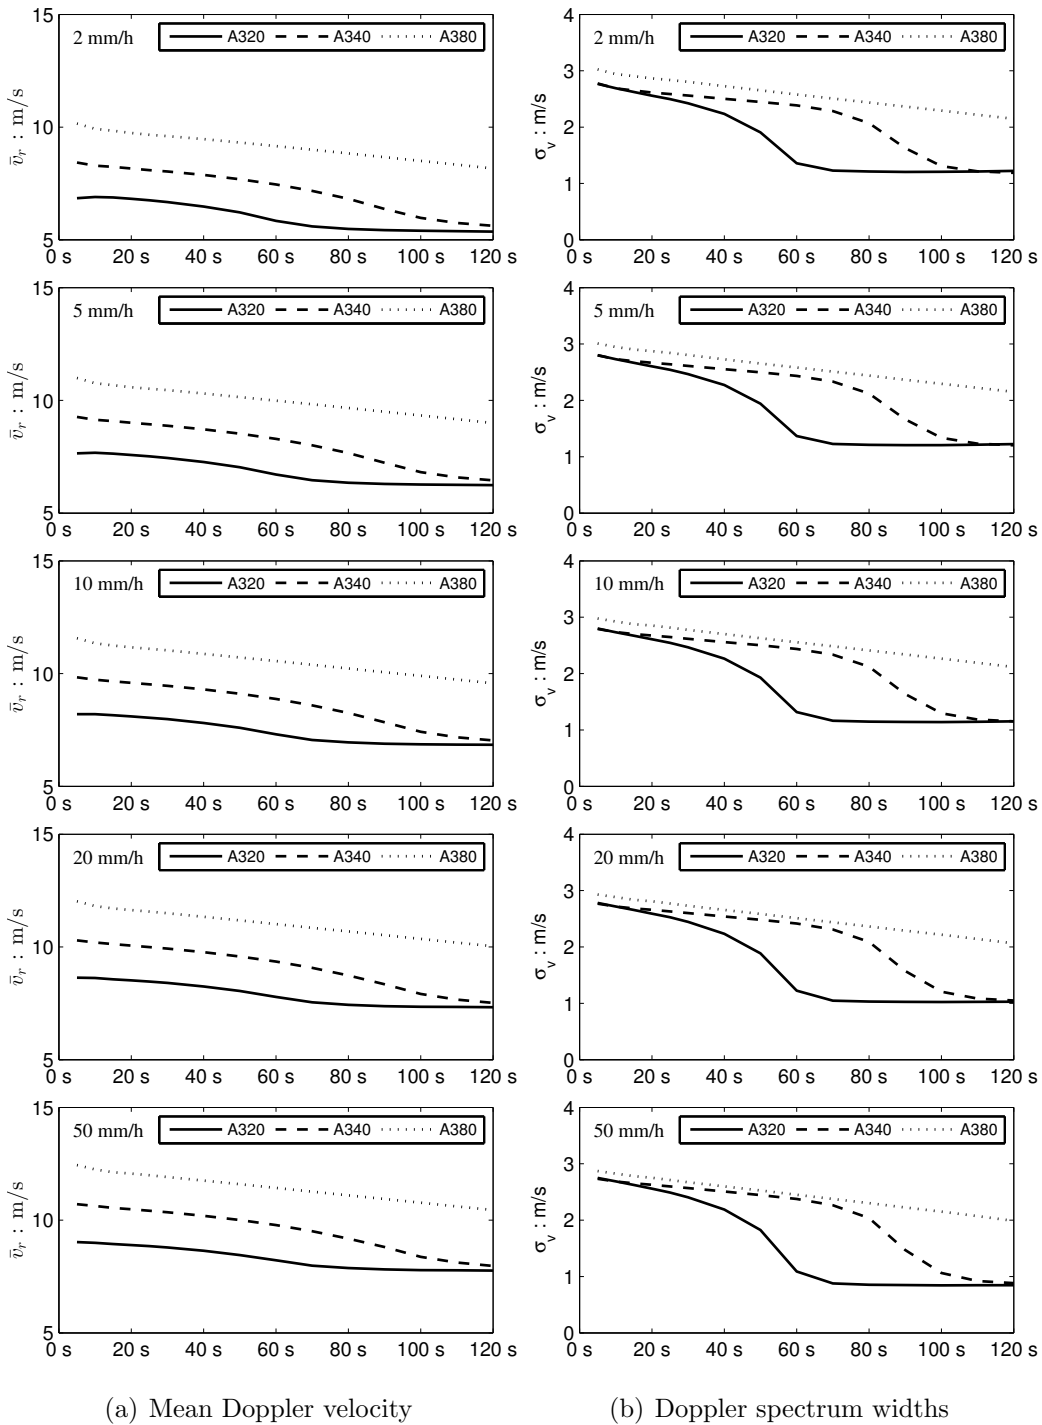 15
2 mm/h A320 A340 A380
10
v̄r : m/s
5
0 s 20 s 40 s 60 s 80 s 100 s 120 s
4
2 mm/h A320 A340 A380
3
2
σv : m/s
1
0
0 s 20 s 40 s 60 s 80 s 100 s 120 s
15
5 mm/h A320 A340 A380
10
v̄r : m/s
5
0 s 20 s 40 s 60 s 80 s 100 s 120 s
4
5 mm/h A320 A340 A380
3
2
σv : m/s
1
0
0 s 20 s 40 s 60 s 80 s 100 s 120 s
15
10 mm/h A320 A340 A380
10
v̄r : m/s
5
0 s 20 s 40 s 60 s 80 s 100 s 120 s
4
10 mm/h A320 A340 A380
3
2
σv : m/s
1
0
0 s 20 s 40 s 60 s 80 s 100 s 120 s
15
20 mm/h A320 A340 A380
10
v̄r : m/s
5
0 s 20 s 40 s 60 s 80 s 100 s 120 s
4
20 mm/h A320 A340 A380
3
2
σv : m/s
1
0
0 s 20 s 40 s 60 s 80 s 100 s 120 s
15
50 mm/h A320 A340 A380
10
v̄r : m/s
5
0 s 20 s 40 s 60 s 80 s 100 s 120 s
4
50 mm/h A320 A340 A380
3
2
σv : m/s
1
0
0 s 20 s 40 s 60 s 80 s 100 s 120 s
(a) Mean Doppler velocity
(b) Doppler spectrum widths